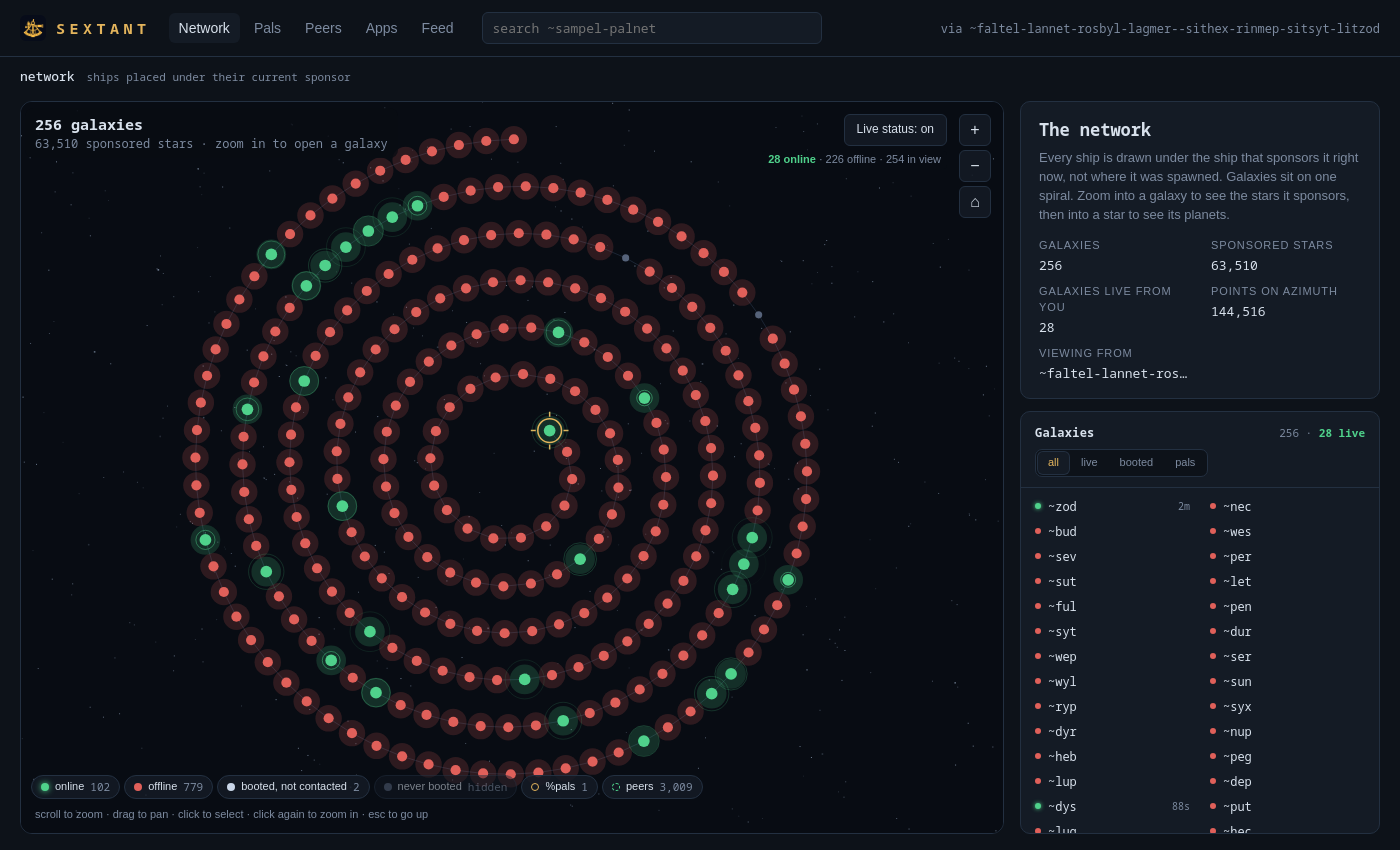 SEXTANT
Network
Pals
Peers
Apps
Feed
search ~sampel-palnet
via ~faltel-lannet-rosbyl-lagmer--sithex-rinmep-sitsyt-litzod
network ships placed under their current sponsor
256 galaxies
63,510 sponsored stars · zoom in to open a galaxy
Live status: on
+
28 online · 226 offline · 254 in view
−
⌂
online 102
offline 779
booted, not contacted 2
never booted hidden
%pals 1
peers 3,009
scroll to zoom · drag to pan · click to select · click again to zoom in · esc to go up
The network
Every ship is drawn under the ship that sponsors it right
now, not where it was spawned. Galaxies sit on one
spiral. Zoom into a galaxy to see the stars it sponsors,
then into a star to see its planets.
GALAXIES
256
SPONSORED STARS
63,510
GALAXIES LIVE FROM
YOU
28
POINTS ON AZIMUTH
144,516
VIEWING FROM
~faltel-lannet-ros…
Galaxies
256 · 28 live
all
live
booted
pals
~zod 2m
~nec
~bud
~wes
~sev
~per
~sut
~let
~ful
~pen
~syt
~dur
~wep
~ser
~wyl
~sun
~ryp
~syx
~dyr
~nup
~heb
~peg
~lup
~dep
~dys 88s
~put
~lug
~hec